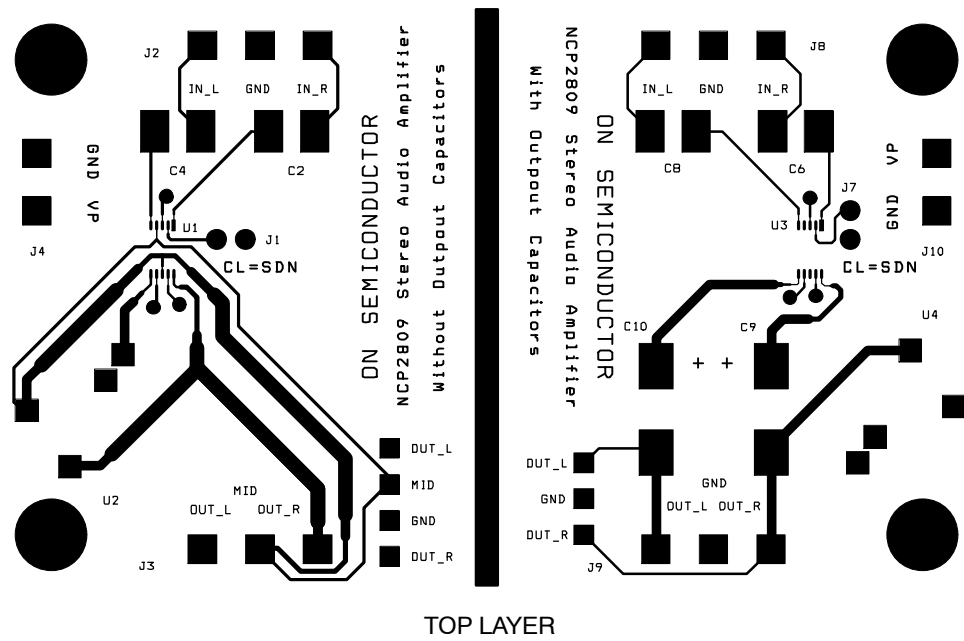 J2
IN_L GND IN_R
C4
C2
GND
VP
J4
U1
J1
CL=SDN
ON SEMICONDUCTOR
NCP2809 Stereo Audio Amplifier
Without Outpout Capacitors
U2
MID
OUT_L OUT_R
J3
OUT_L
MID
GND
OUT_R
With Outpout Capacitors
NCP2809 Stereo Audio Amplifier
ON SEMICONDUCTOR
J8
IN_L GND IN_R
C8
C6
VP
GND
J7
U3
J10
CL=SDN
C10
C9
U4
+ +
OUT_L
GND
OUT_R
GND
OUT_L OUT_R
J9
TOP LAYER